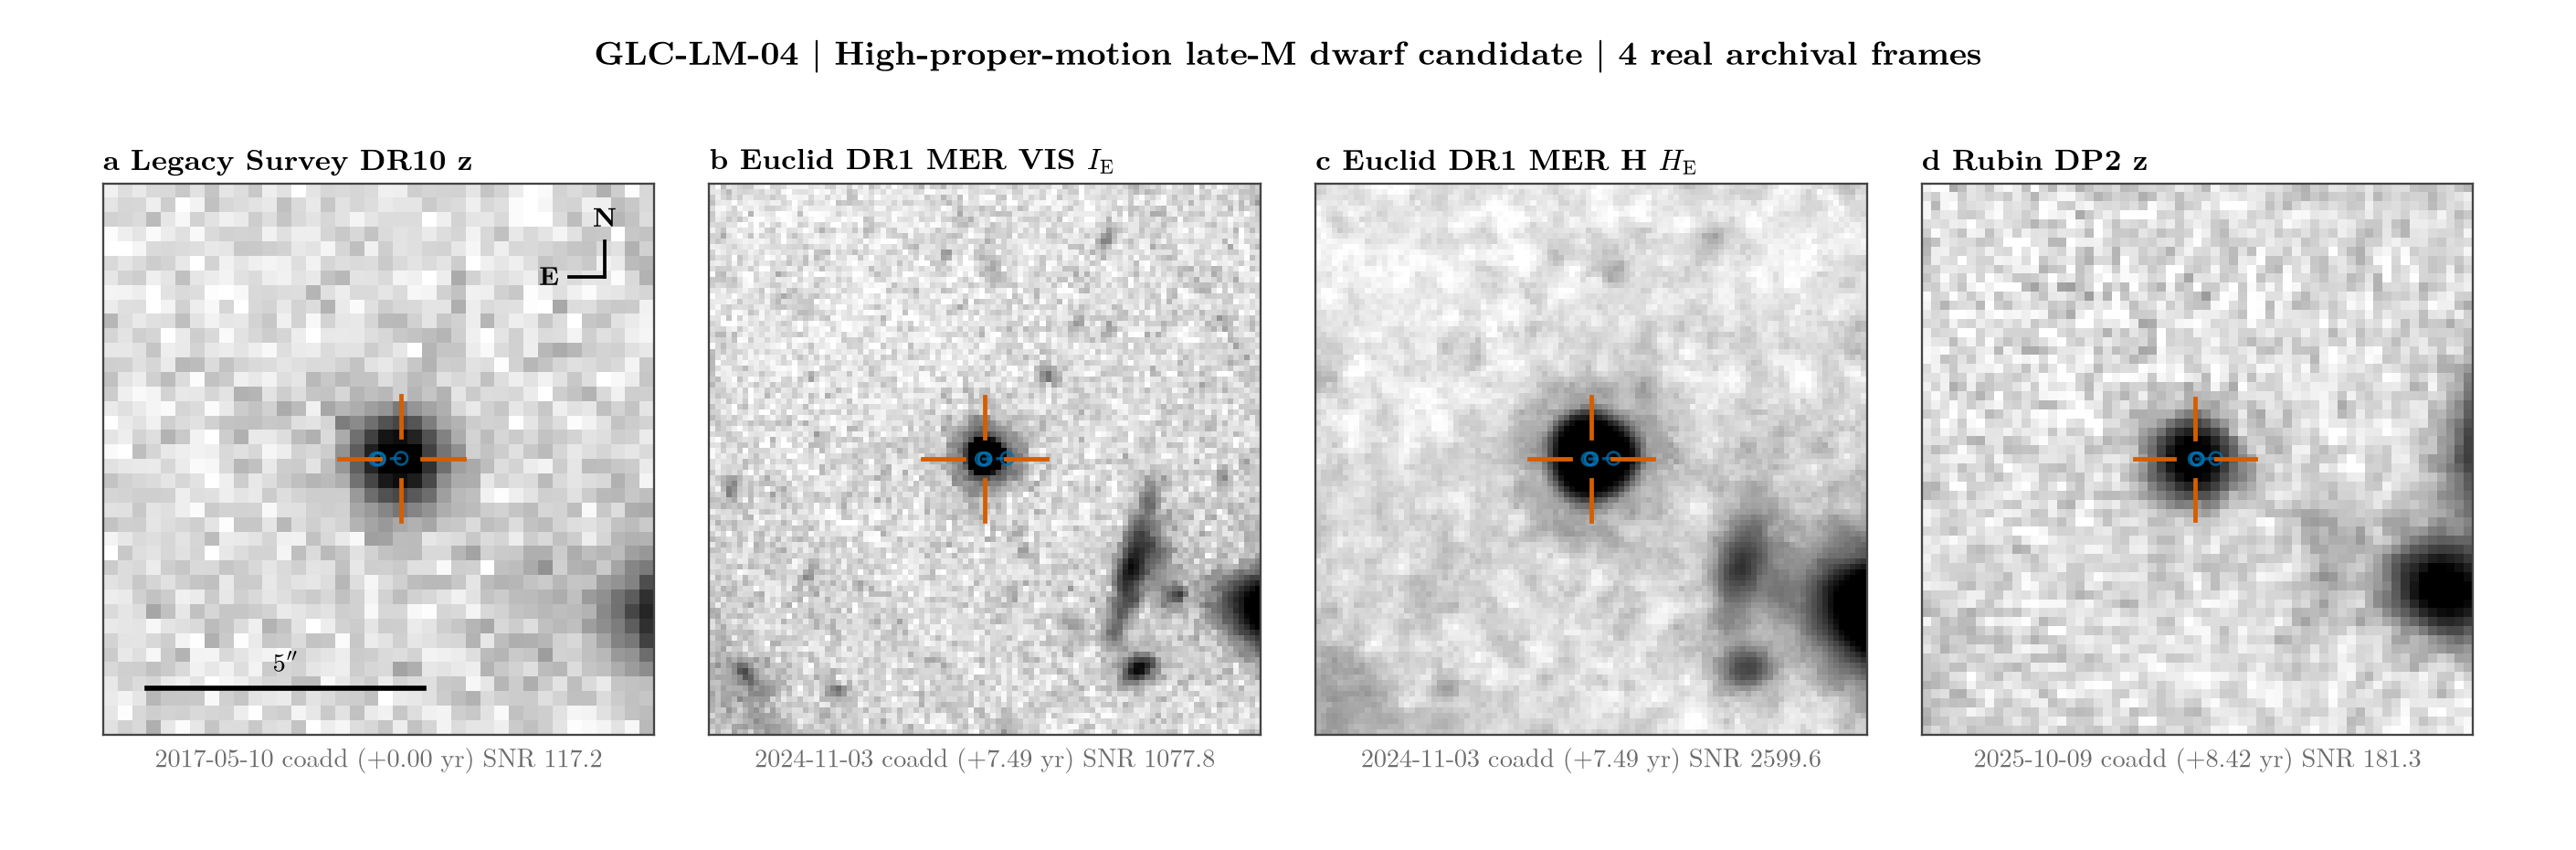 GLC-LM-04 | High-proper-motion late-M dwarf candidate | 4 real archival frames
a Legacy Survey DR10 z
b Euclid DR1 MER VIS I_E
c Euclid DR1 MER H H_E
d Rubin DP2 z
N
E
5″
2017-05-10 coadd (+0.00 yr) SNR 117.2
2024-11-03 coadd (+7.49 yr) SNR 1077.8
2024-11-03 coadd (+7.49 yr) SNR 2599.6
2025-10-09 coadd (+8.42 yr) SNR 181.3